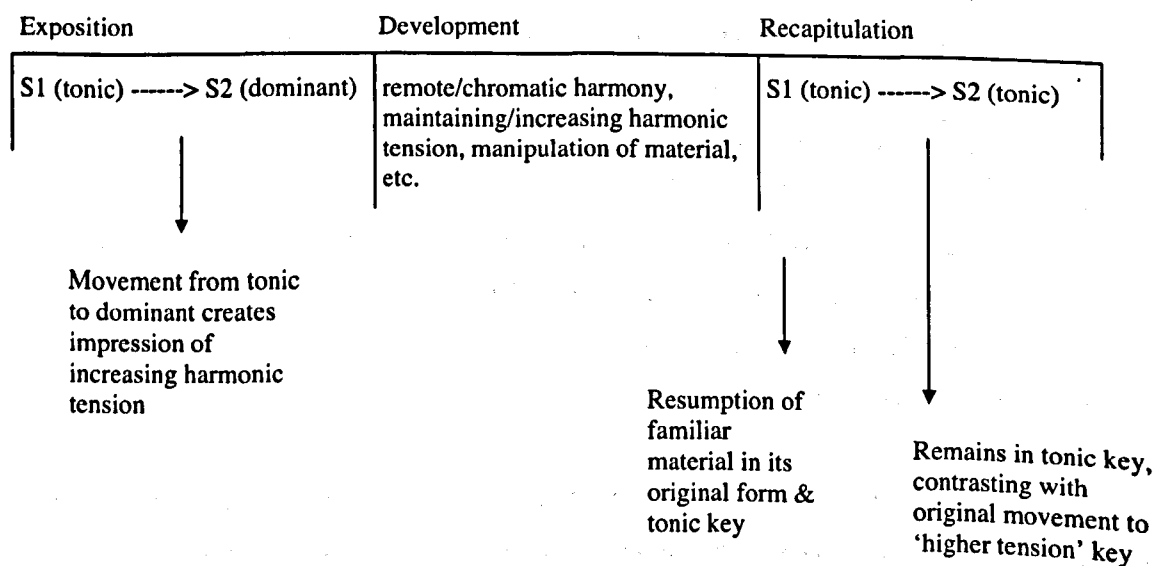 Exposition
Development
Recapitulation
S1 (tonic) ------> S2 (dominant)
remote/chromatic harmony,
maintaining/increasing harmonic
tension, manipulation of material,
etc.
S1 (tonic) ------> S2 (tonic)
Movement from tonic
to dominant creates
impression of
increasing harmonic
tension
Resumption of
familiar
material in its
original form &
tonic key
Remains in tonic key,
contrasting with
original movement to
‘higher tension’ key